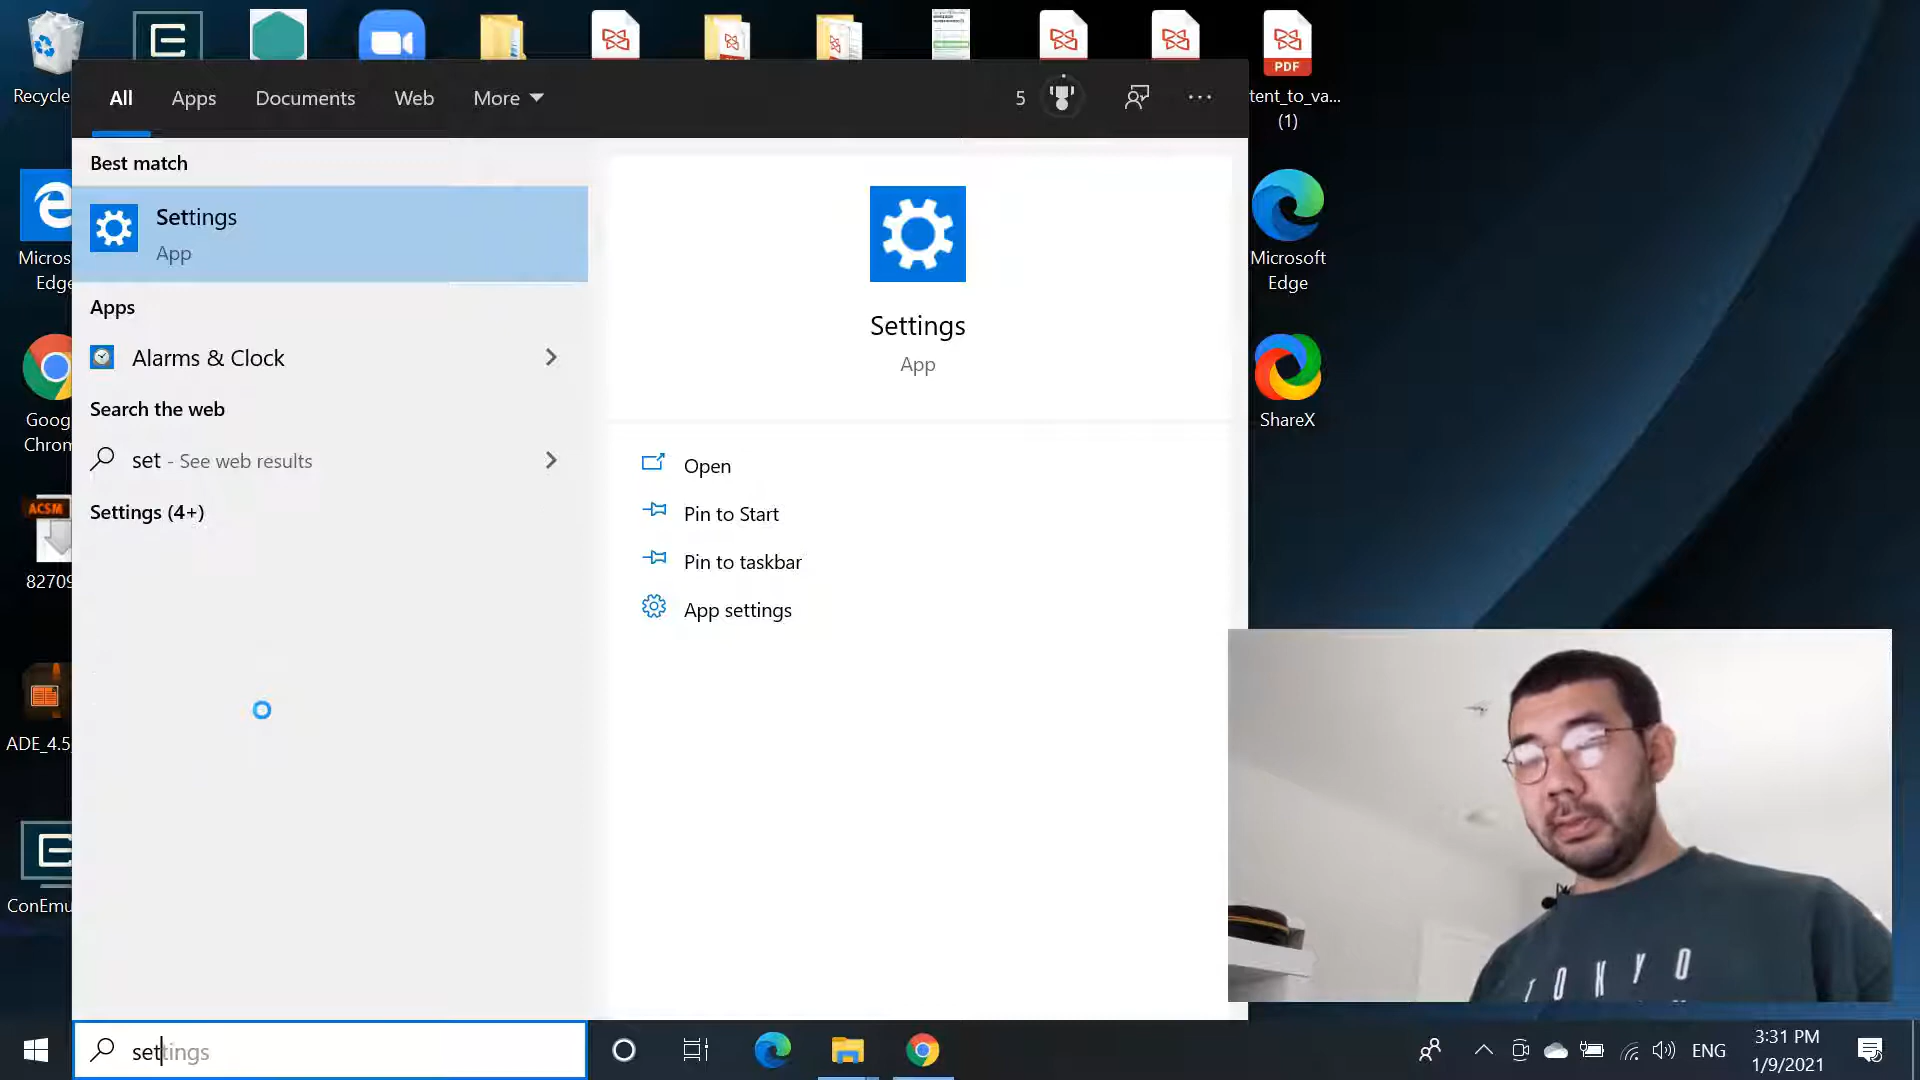 All
Apps
Documents
Web
More
5
Best match
Settings
App
Apps
Alarms & Clock
Search the web
set - See web results
Settings (4+)
Settings
App
Open
Pin to Start
Pin to taskbar
App settings
Recycle
Micros
Edge
Goog
Chrom
ACSM
82709
ADE_4.5
ConEmu
PDF
tent_to_va...
(1)
Microsoft
Edge
ShareX
TOKYO
settings
ENG
3:31 PM
1/9/2021